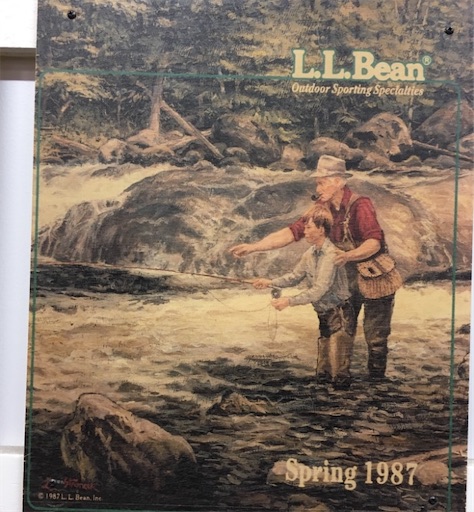 L.L.Bean®
Outdoor Sporting Specialties
Spring 1987
© 1987 L. L. Bean, Inc.